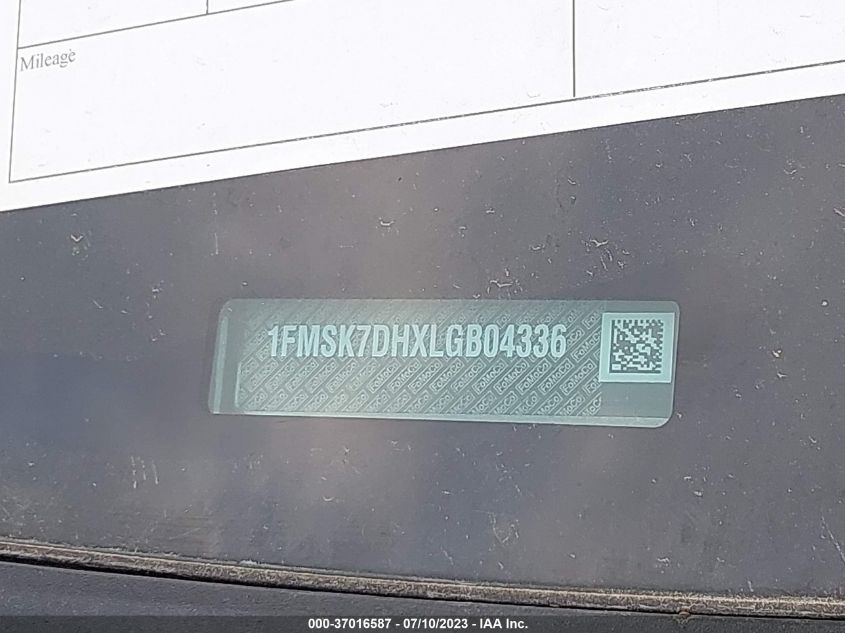 Mileage
1FMSK7DHXLGB04336
000-37016587 - 07/10/2023 - IAA Inc.